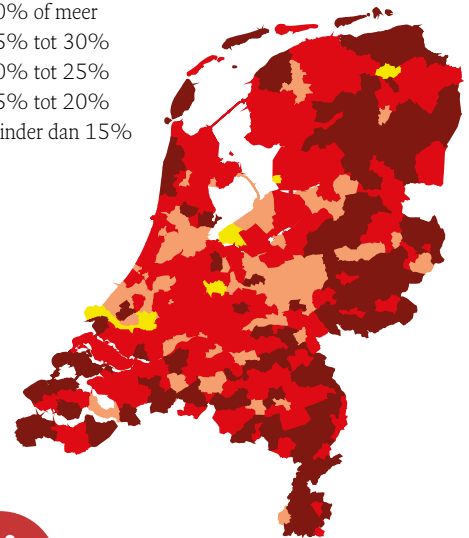 0% of meer
5% tot 30%
0% tot 25%
5% tot 20%
inder dan 15%